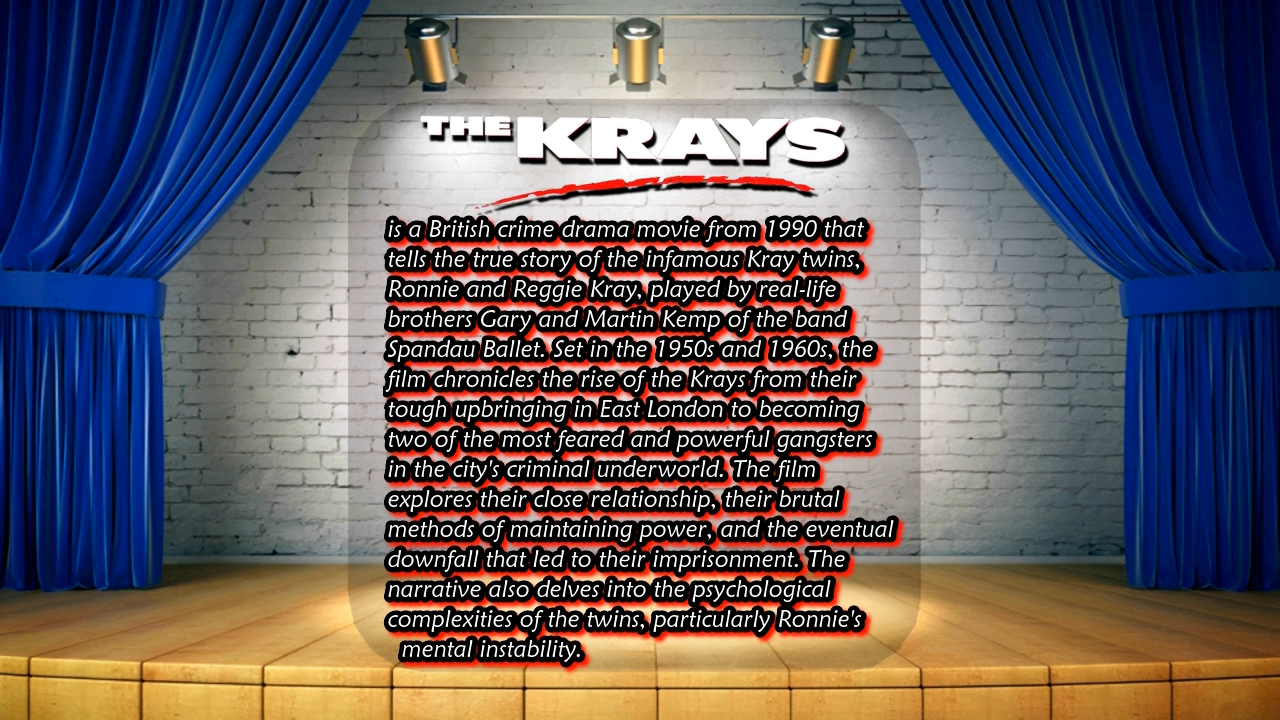 THE KRAYS
is a British crime drama movie from 1990 that
tells the true story of the infamous Kray twins,
Ronnie and Reggie Kray, played by real-life
brothers Gary and Martin Kemp of the band
Spandau Ballet. Set in the 1950s and 1960s, the
film chronicles the rise of the Krays from their
tough upbringing in East London to becoming
two of the most feared and powerful gangsters
in the city's criminal underworld. The film
explores their close relationship, their brutal
methods of maintaining power, and the eventual
downfall that led to their imprisonment. The
narrative also delves into the psychological
complexities of the twins, particularly Ronnie's
mental instability.